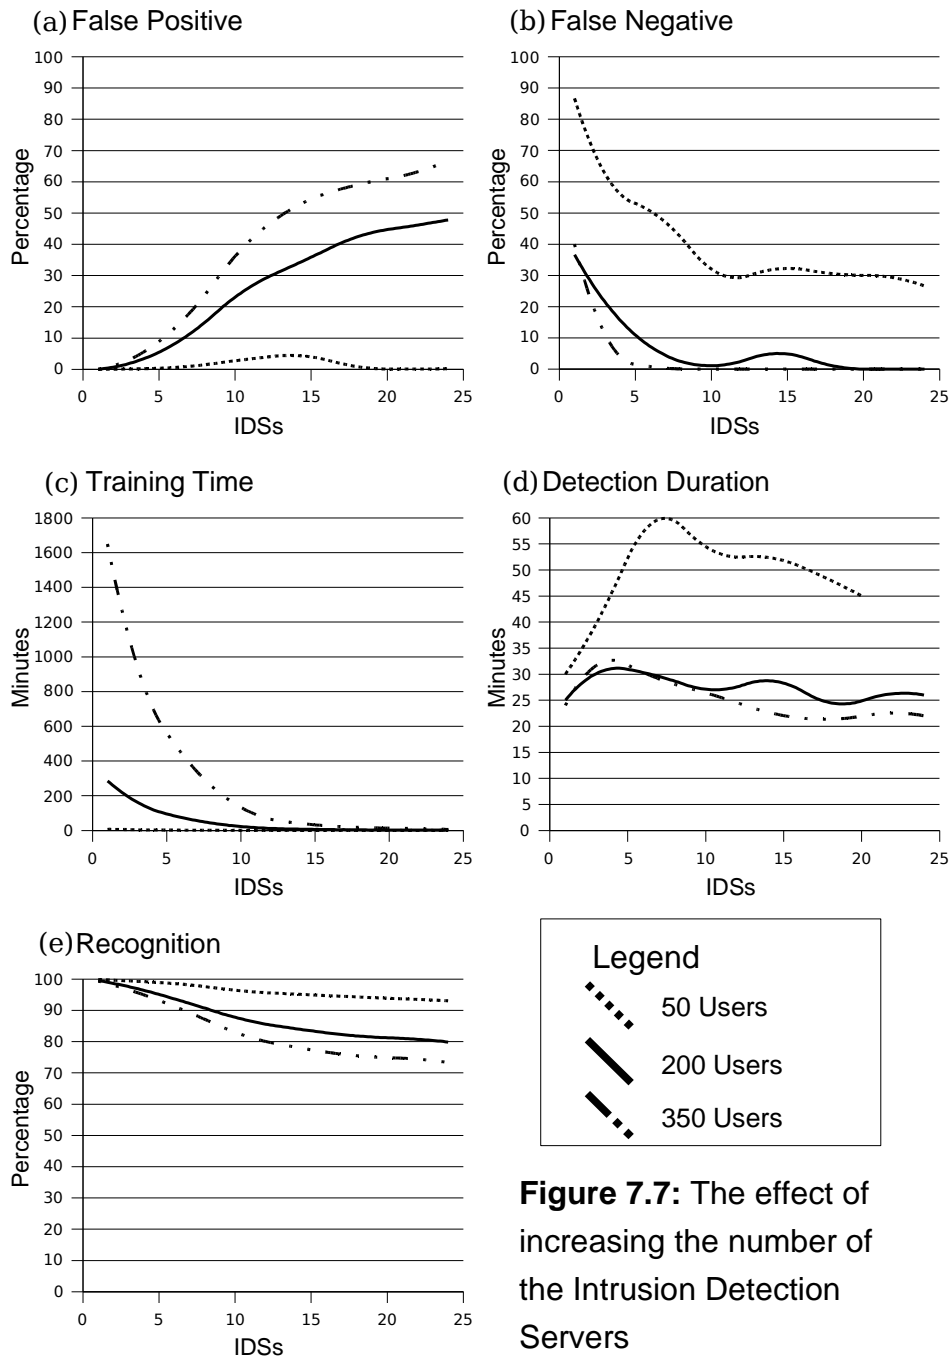 (a) False Positive
100
90
80
70
60
50
40
30
20
10
0
Percentage
0 5 10 15 20 25
IDSs
(b) False Negative
100
90
80
70
60
50
40
30
20
10
0
Percentage
0 5 10 15 20 25
IDSs
(c) Training Time
1800
1600
1400
1200
1000
800
600
400
200
0
Minutes
0 5 10 15 20 25
IDSs
(d) Detection Duration
60
55
50
45
40
35
30
25
20
15
10
5
0
Minutes
0 5 10 15 20 25
IDSs
(e) Recognition
100
90
80
70
60
50
40
30
20
10
0
Percentage
0 5 10 15 20 25
IDSs
Legend
50 Users
200 Users
350 Users
Figure 7.7: The effect of
increasing the number of
the Intrusion Detection
Servers